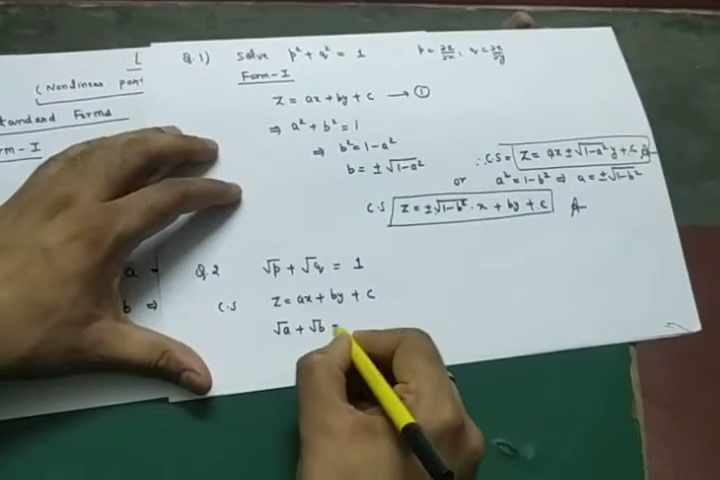 L
(Nonlinear part
standard Forms
rm-I
a
b ⇒
Q.1) Solve p² + q² = 1 p = ∂z/∂x, q = ∂z/∂y
Form-I
z = ax + by + c → ①
⇒ a² + b² = 1
⇒ b² = 1 - a²
b = ± √1-a²
∴ C.S = z = ax ± √1-a² y + c
or a² = 1-b² ⇒ a = ± √1-b²
C.S z = ± √1-b² . x + by + c
Q.2 √p + √q = 1
C.S z = ax + by + c
√a + √b =